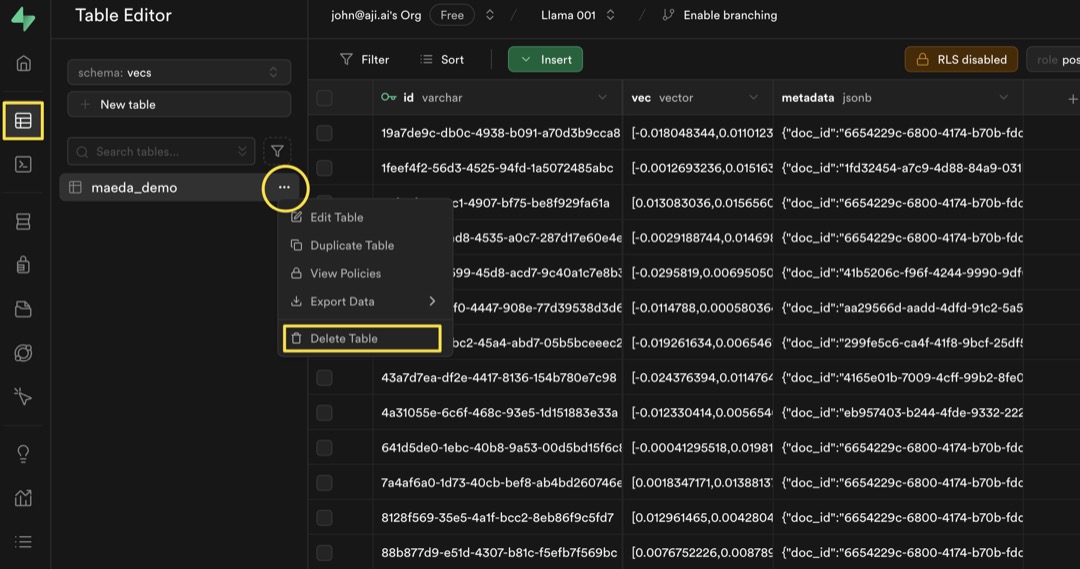 Table Editor
john@aji.ai's Org Free / Llama 001 / Enable branching
schema: vecs
New table
Search tables...
maeda_demo
Edit Table
Duplicate Table
View Policies
Export Data
Delete Table
Filter Sort Insert RLS disabled role pos
id varchar vec vector metadata jsonb
19a7de9c-db0c-4938-b091-a70d3b9cca8 [-0.018048344,0.0110123 {"doc_id":"6654229c-6800-4174-b70b-fdc
1feef4f2-56d3-4525-94fd-1a5072485abc [-0.0012693236,0.015163 {"doc_id":"1fd32454-a7c9-4d88-84a9-031
c1-4907-bf75-be8f929fa61a [0.013083036,0.0156560 {"doc_id":"6654229c-6800-4174-b70b-fdc
d8-4535-a0c7-287d17e60e4e [-0.0029188744,0.014698 {"doc_id":"6654229c-6800-4174-b70b-fdc
599-45d8-acd7-9c40a1c7e8b3 [-0.0295819,0.00695050 {"doc_id":"41b5206c-f96f-4244-9990-9df
f0-4447-908e-77d39538d3d6 [-0.0114788,0.00058036 {"doc_id":"aa29566d-aadd-4dfd-91c2-5a5
bc2-45a4-abd7-05b5bceeec2 [-0.019261634,0.006546 {"doc_id":"299fe5c6-ca4f-41f8-9bcf-25df
43a7d7ea-df2e-4417-8136-154b780e7c98 [-0.024376394,0.0114764 {"doc_id":"4165e01b-7009-4cff-99b2-8fe0
4a31055e-6c6f-468c-93e5-1d151883e33a [-0.012330414,0.0056546 {"doc_id":"eb957403-b244-4fde-9332-222
641d5de0-1ebc-40b8-9a53-00d5bd15f6c8 [-0.00041295518,0.01981 {"doc_id":"6654229c-6800-4174-b70b-fdc
7a4af6a0-1d73-40cb-bef8-ab4bd260746e [0.0018347171,0.01388137 {"doc_id":"6654229c-6800-4174-b70b-fdc
8128f569-35e5-4a1f-bcc2-8eb86f9c5fd7 [0.012961465,0.0042804 {"doc_id":"6654229c-6800-4174-b70b-fdc
88b877d9-e51d-4307-b81c-f5efb7f569bc [0.0076752226,0.008789 {"doc_id":"6654229c-6800-4174-b70b-fdc